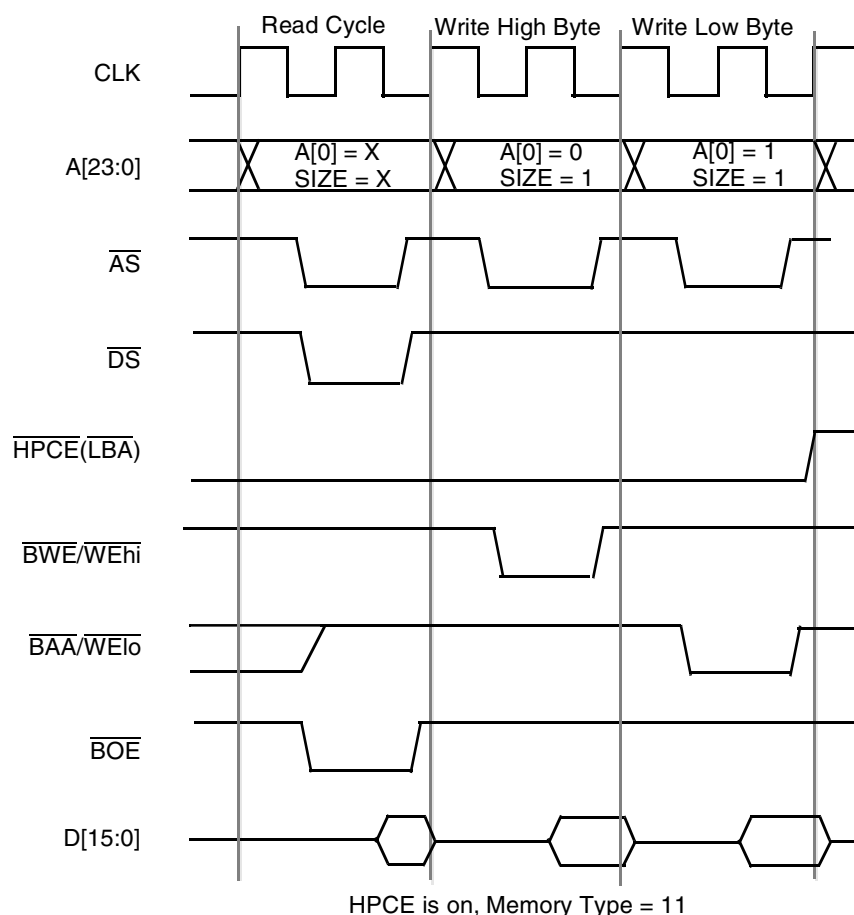 Read Cycle Write High Byte Write Low Byte
CLK
A[23:0] A[0] = X A[0] = 0 A[0] = 1
SIZE = X SIZE = 1 SIZE = 1
AS
DS
HPCE(LBA)
BWE/WEhi
BAA/WElo
BOE
D[15:0]
HPCE is on, Memory Type = 11